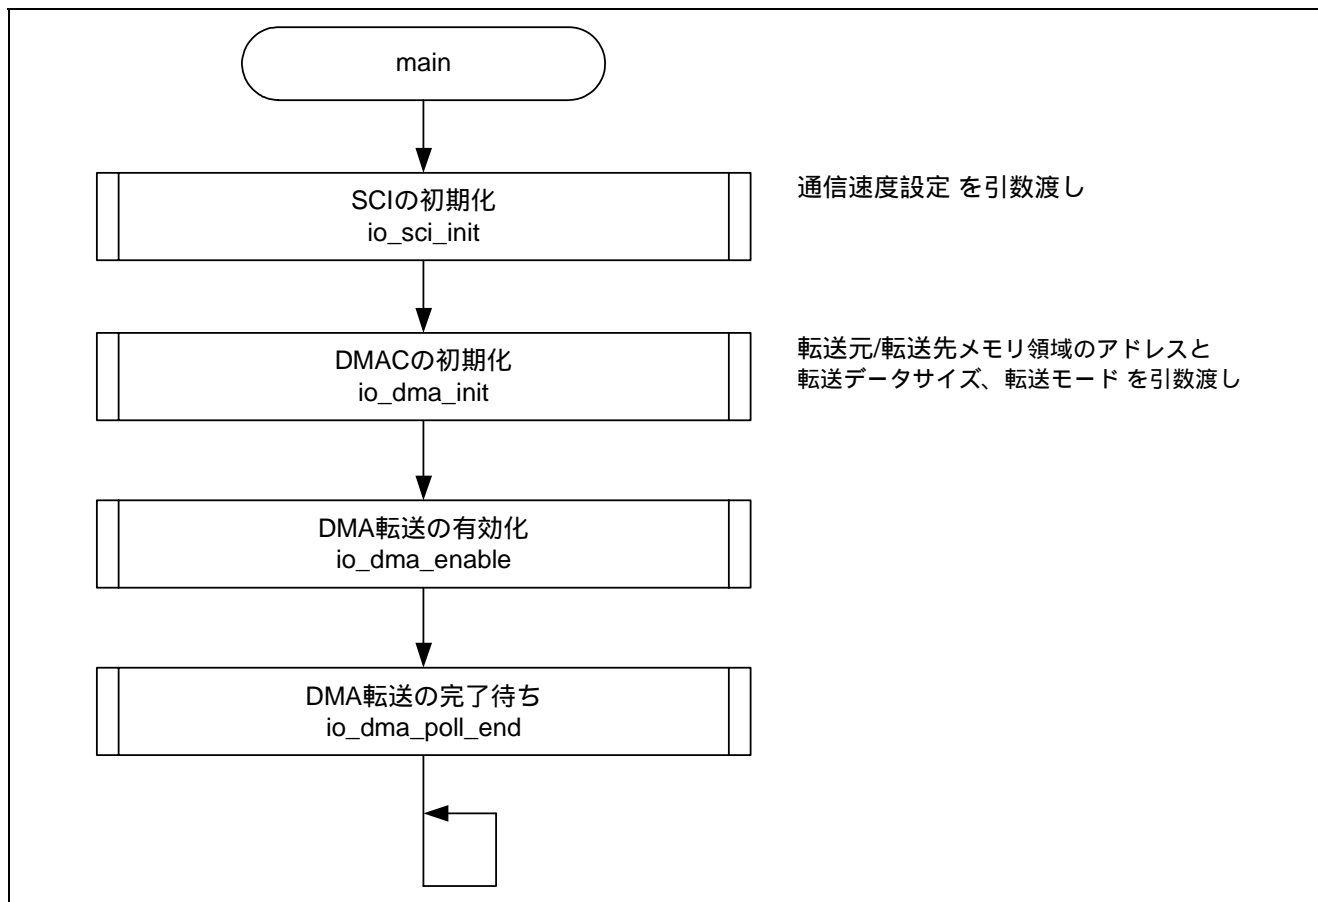 main
SCIの初期化
io_sci_init
通信速度設定 を引数渡し
DMACの初期化
io_dma_init
転送元/転送先メモリ領域のアドレスと
転送データサイズ、転送モード を引数渡し
DMA転送の有効化
io_dma_enable
DMA転送の完了待ち
io_dma_poll_end